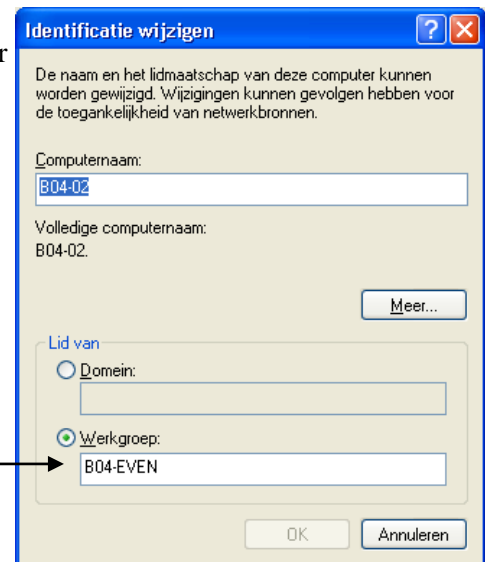 Identificatie wijzigen
r
De naam en het lidmaatschap van deze computer kunnen
worden gewijzigd. Wijzigingen kunnen gevolgen hebben voor
de toegankelijkheid van netwerkbronnen.
Computernaam:
B04-02
Volledige computernaam:
B04-02.
Meer...
Lid van
Domein:
Werkgroep:
B04-EVEN
OK
Annuleren